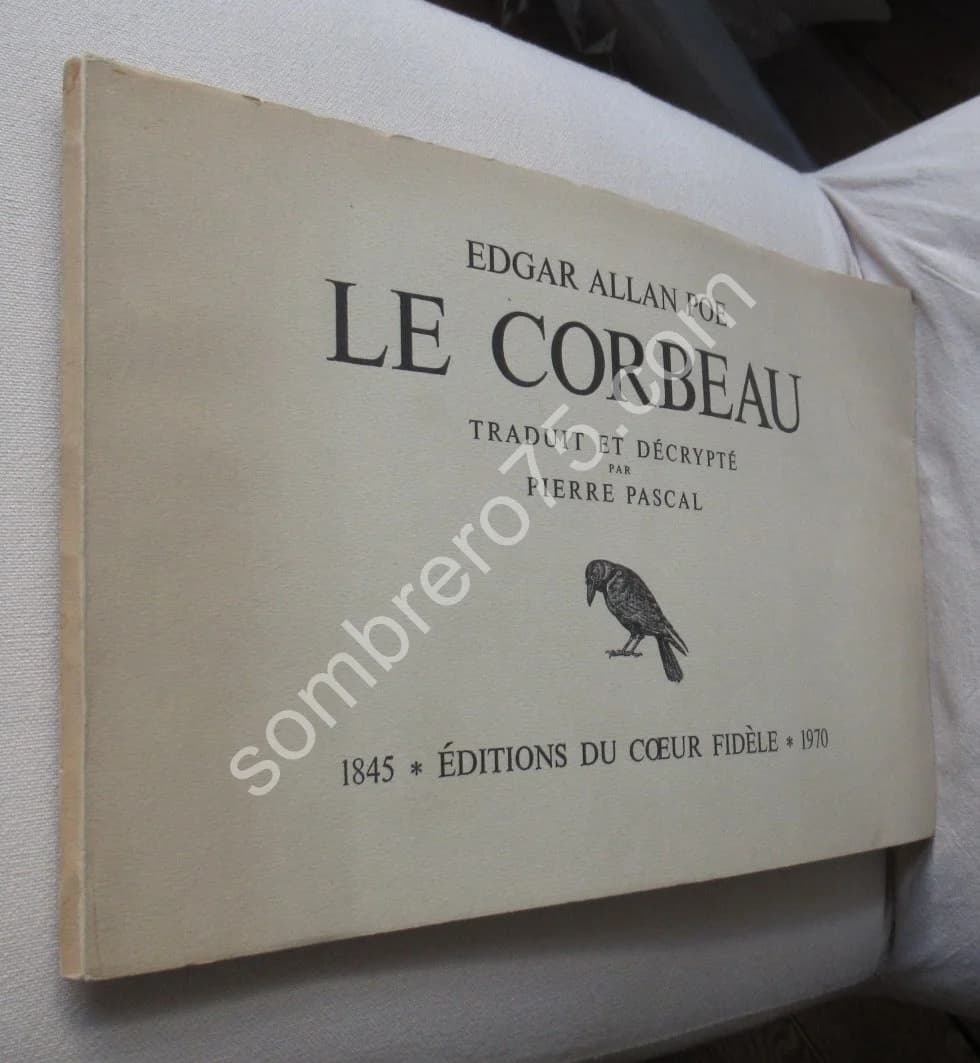 EDGAR ALLAN POE
LE CORBEAU
TRADUIT ET DÉCRYPTÉ
PAR
PIERRE PASCAL
1845 * ÉDITIONS DU CŒUR FIDÈLE * 1970
sombrero75.com